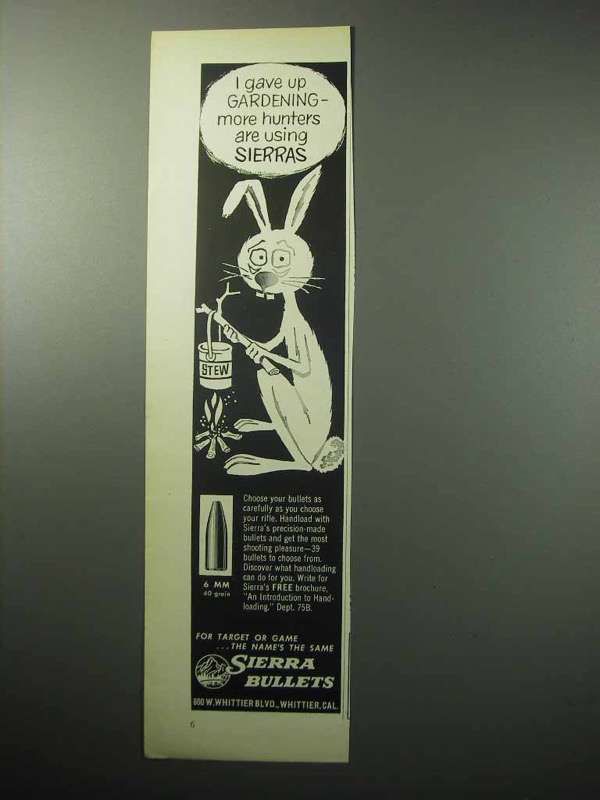 I gave up
GARDENING-
more hunters
are using
SIERRAS
STEW
Choose your bullets as
carefully as you choose
your rifle. Handload with
Sierra's precision-made
bullets and get the most
shooting pleasure—39
bullets to choose from.
Discover what handloading
can do for you. Write for
Sierra's FREE brochure,
"An Introduction to Hand-
loading." Dept. 75B.
6 MM
60 grain
FOR TARGET OR GAME
...THE NAME'S THE SAME
SIERRA
BULLETS
600 W. WHITTIER BLVD., WHITTIER, CAL.
6